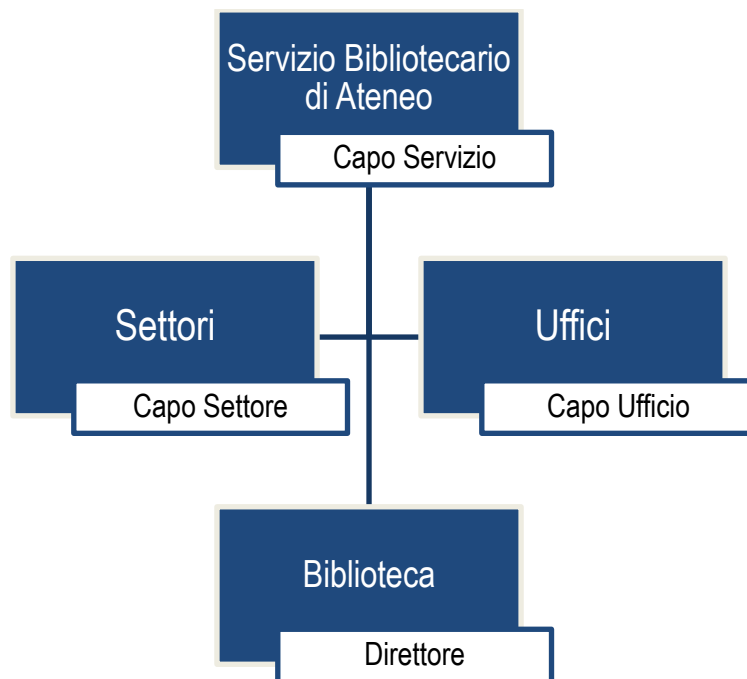 Servizio Bibliotecario
di Ateneo
Capo Servizio
Settori
Capo Settore
Uffici
Capo Ufficio
Biblioteca
Direttore